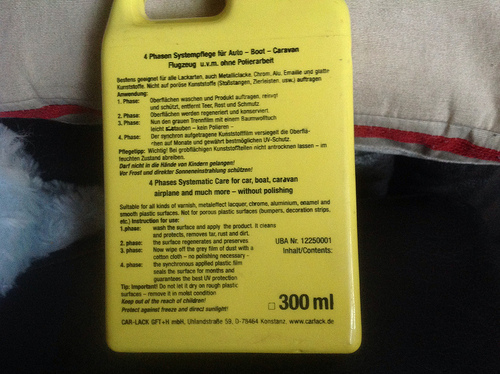 4 Phasen Systempflege für Auto – Boot – Caravan
Flugzeug u.v.m. ohne Polierarbeit
Bestens geeignet für alle Lackarten, auch Metalliclacke, Chrom, Alu, Emaille und glatte
Kunststoffe. Nicht auf poröse Kunststoffe (Stoßstangen, Zierleisten, usw.) auftragen
Anwendung:
1. Phase: Oberflächen waschen und Produkt auftragen, reinigt
und schützt, entfernt Teer, Rost und Schmutz.
2. Phase: Oberflächen werden regeneriert und konserviert.
3. Phase: Nun den grauen Trennfilm mit einem Baumwolltuch
leicht – kein Polieren –
4. Phase: Der synchron aufgetragene Kunststofffilm versiegelt die Oberflä-
chen auf Monate und gewährt bestmöglichen UV-Schutz.
Pflegetipp: Wichtig! Bei grobflächigen Kunststoffteilen nicht antrocknen lassen – im
feuchten Zustand abreiben.
Darf nicht in die Hände von Kindern gelangen!
Vor Frost und direkter Sonneneinstrahlung schützen!
4 Phases Systematic Care for car, boat, caravan
airplane and much more – without polishing
Suitable for all kinds of varnish, metaleffect lacquer, chrome, aluminium, enamel and
smooth plastic surfaces. Not for porous plastic surfaces (bumpers, decoration strips,
etc.) Instruction for use:
1.phase: wash the surface and apply the product. It cleans
and protects, removes tar, rust and dirt,
2. phase: the surface regenerates and preserves
3. phase: Now wipe off the grey film of dust with a
cotton cloth – no polishing necessary -
4. phase: the synchronous applied plastic film
seals the surface for months and
guarantees the best UV protection
UBA Nr. 12250001
Inhalt/Contents:
Tip: Important! Do not let it dry on rough plastic
surfaces – remove it in moist condition
Keep out of the reach of children!
Protect against freeze and direct sunlight!
300 ml
CAR-LACK GFT+H mbH, Uhlandstraße 59, D-78464 Konstanz, www.carlack.de